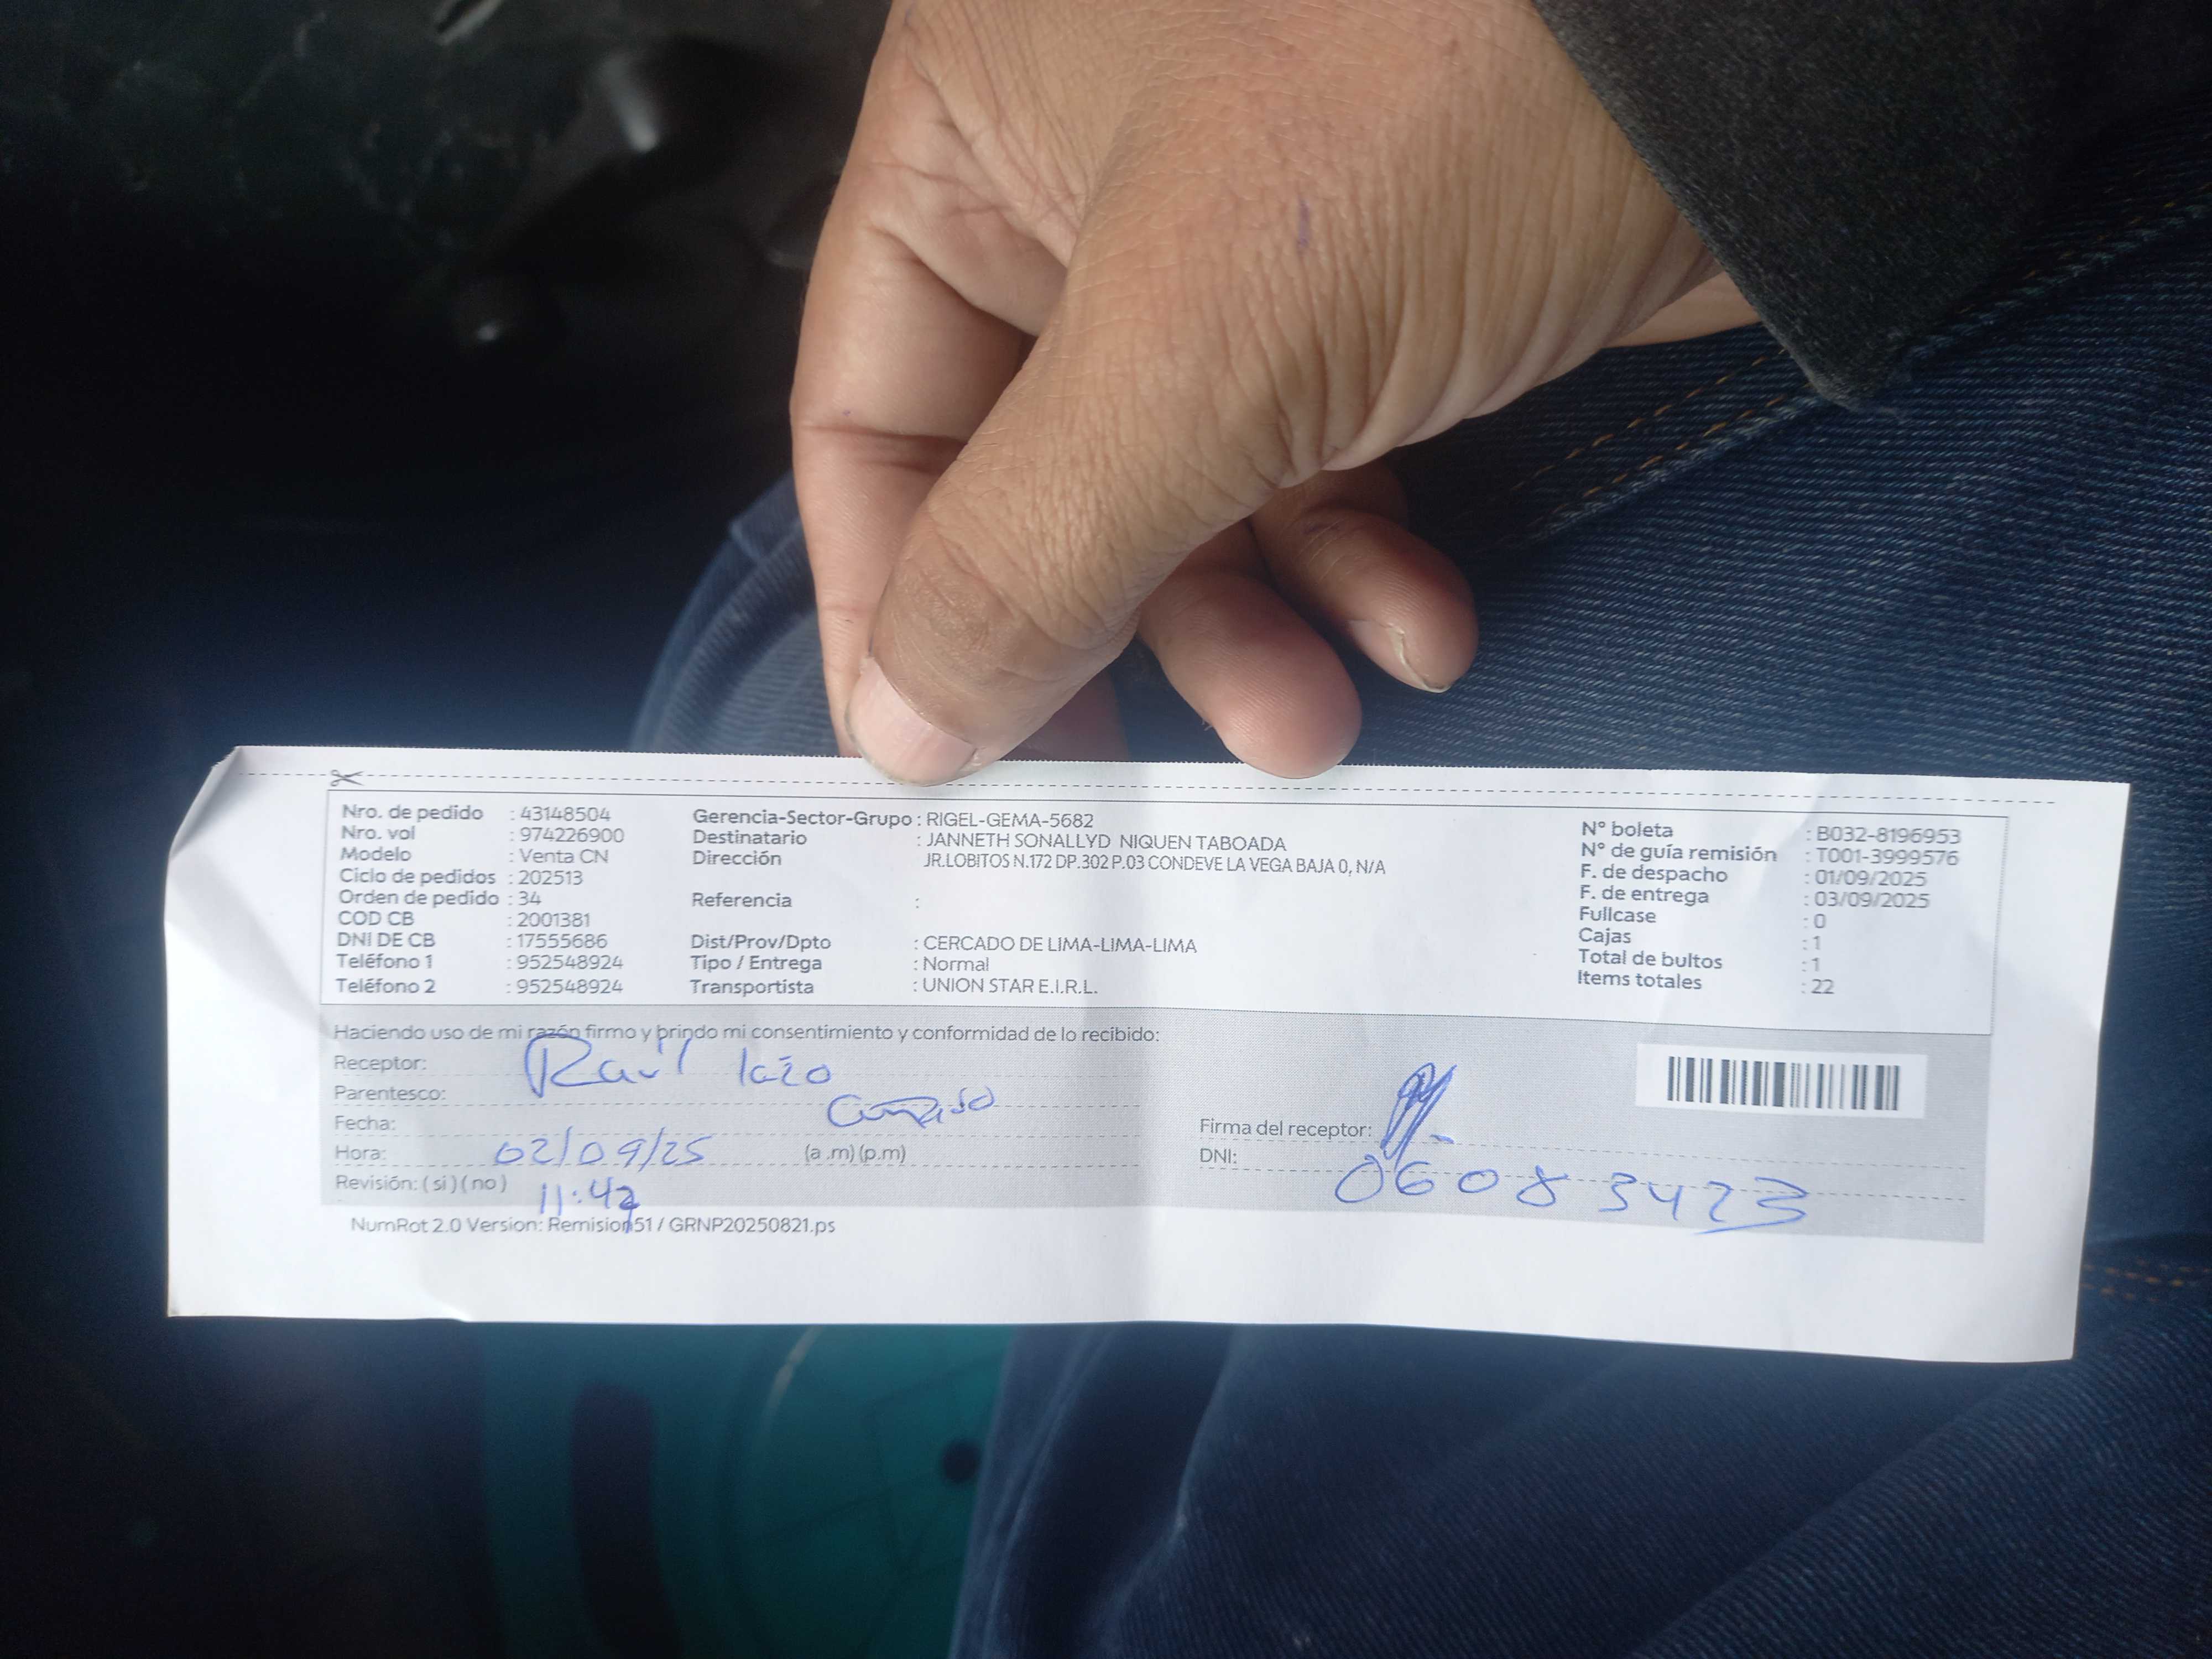 Nro. de pedido : 43148504
Nro. vol : 974226900
Modelo : Venta CN
Ciclo de pedidos : 202513
Orden de pedido : 34
COD CB : 2001381
DNI DE CB : 17555686
Teléfono 1 : 952548924
Teléfono 2 : 952548924
Gerencia-Sector-Grupo : RIGEL-GEMA-5682
Destinatario : JANNETH SONALLYD NIQUEN TABOADA
Dirección JR.LOBITOS N.172 DP.302 P.03 CONDEVE LA VEGA BAJA 0, N/A
Referencia :
Dist/Prov/Dpto : CERCADO DE LIMA-LIMA-LIMA
Tipo / Entrega : Normal
Transportista : UNION STAR E.I.R.L.
N° boleta : B032-8196953
N° de guía remisión : T001-3999576
F. de despacho : 01/09/2025
F. de entrega : 03/09/2025
Fullcase : 0
Cajas : 1
Total de bultos : 1
Items totales : 22
Haciendo uso de mi razón firmo y brindo mi consentimiento y conformidad de lo recibido:
Receptor: Raúl
Parentesco:
Fecha: 02/09/25
Hora: 11:42 (a .m) (p.m)
Revisión: ( si ) ( no )
Firma del receptor:
DNI: 06083423
NumRot 2.0 Version: Remision51 / GRNP20250821.ps